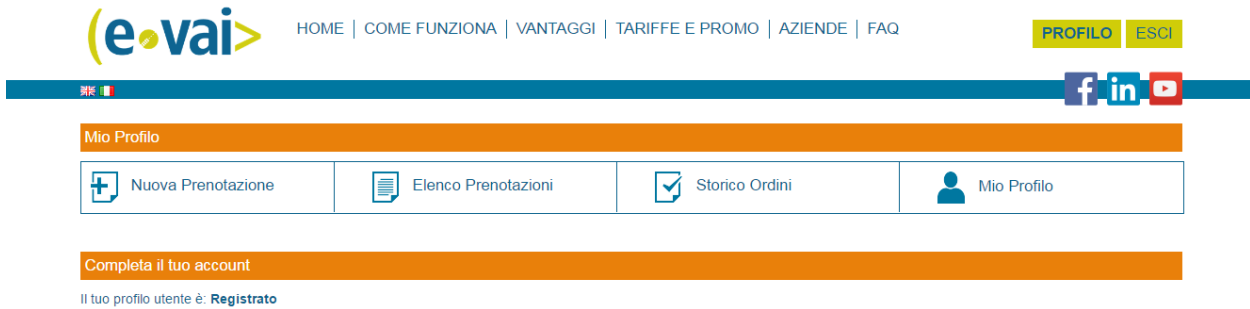 (e·vai>
HOME | COME FUNZIONA | VANTAGGI | TARIFFE E PROMO | AZIENDE | FAQ
PROFILO ESCI
f in
Mio Profilo
Nuova Prenotazione Elenco Prenotazioni Storico Ordini Mio Profilo
Completa il tuo account
Il tuo profilo utente è: Registrato